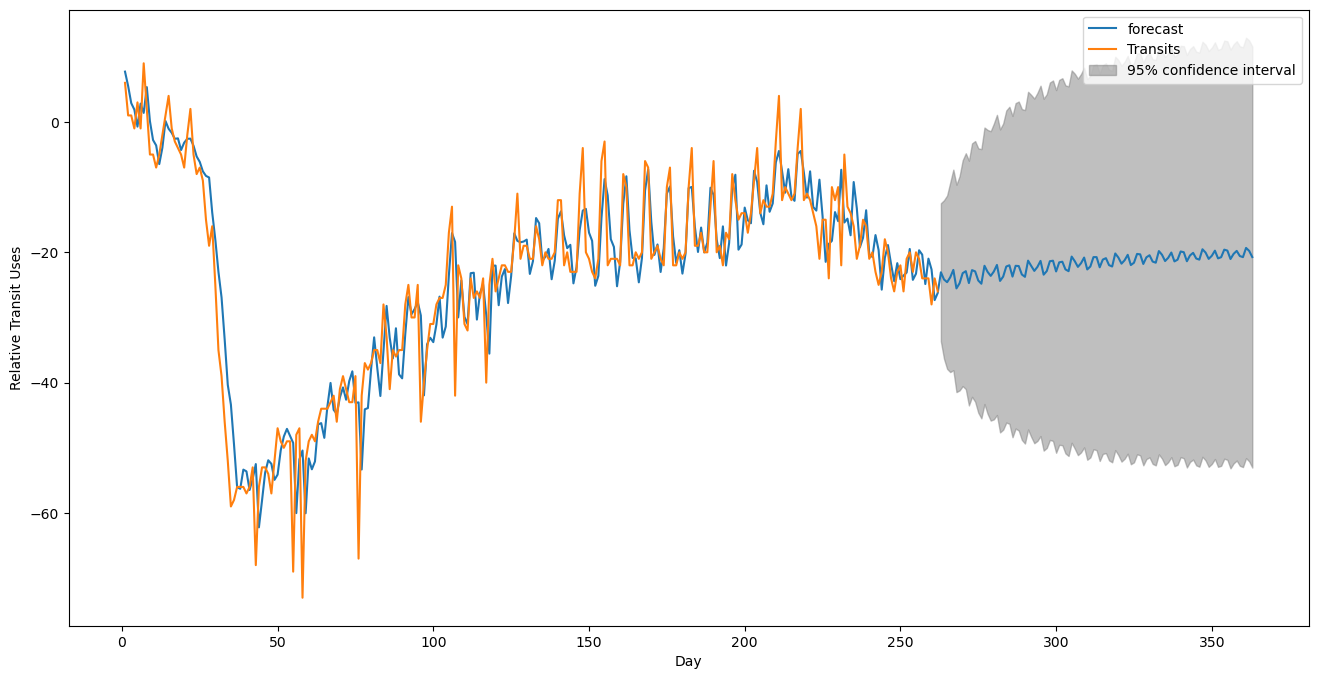 forecast
Transits
95% confidence interval
Relative Transit Uses
0
−20
−40
−60
0 50 100 150 200 250 300 350
Day